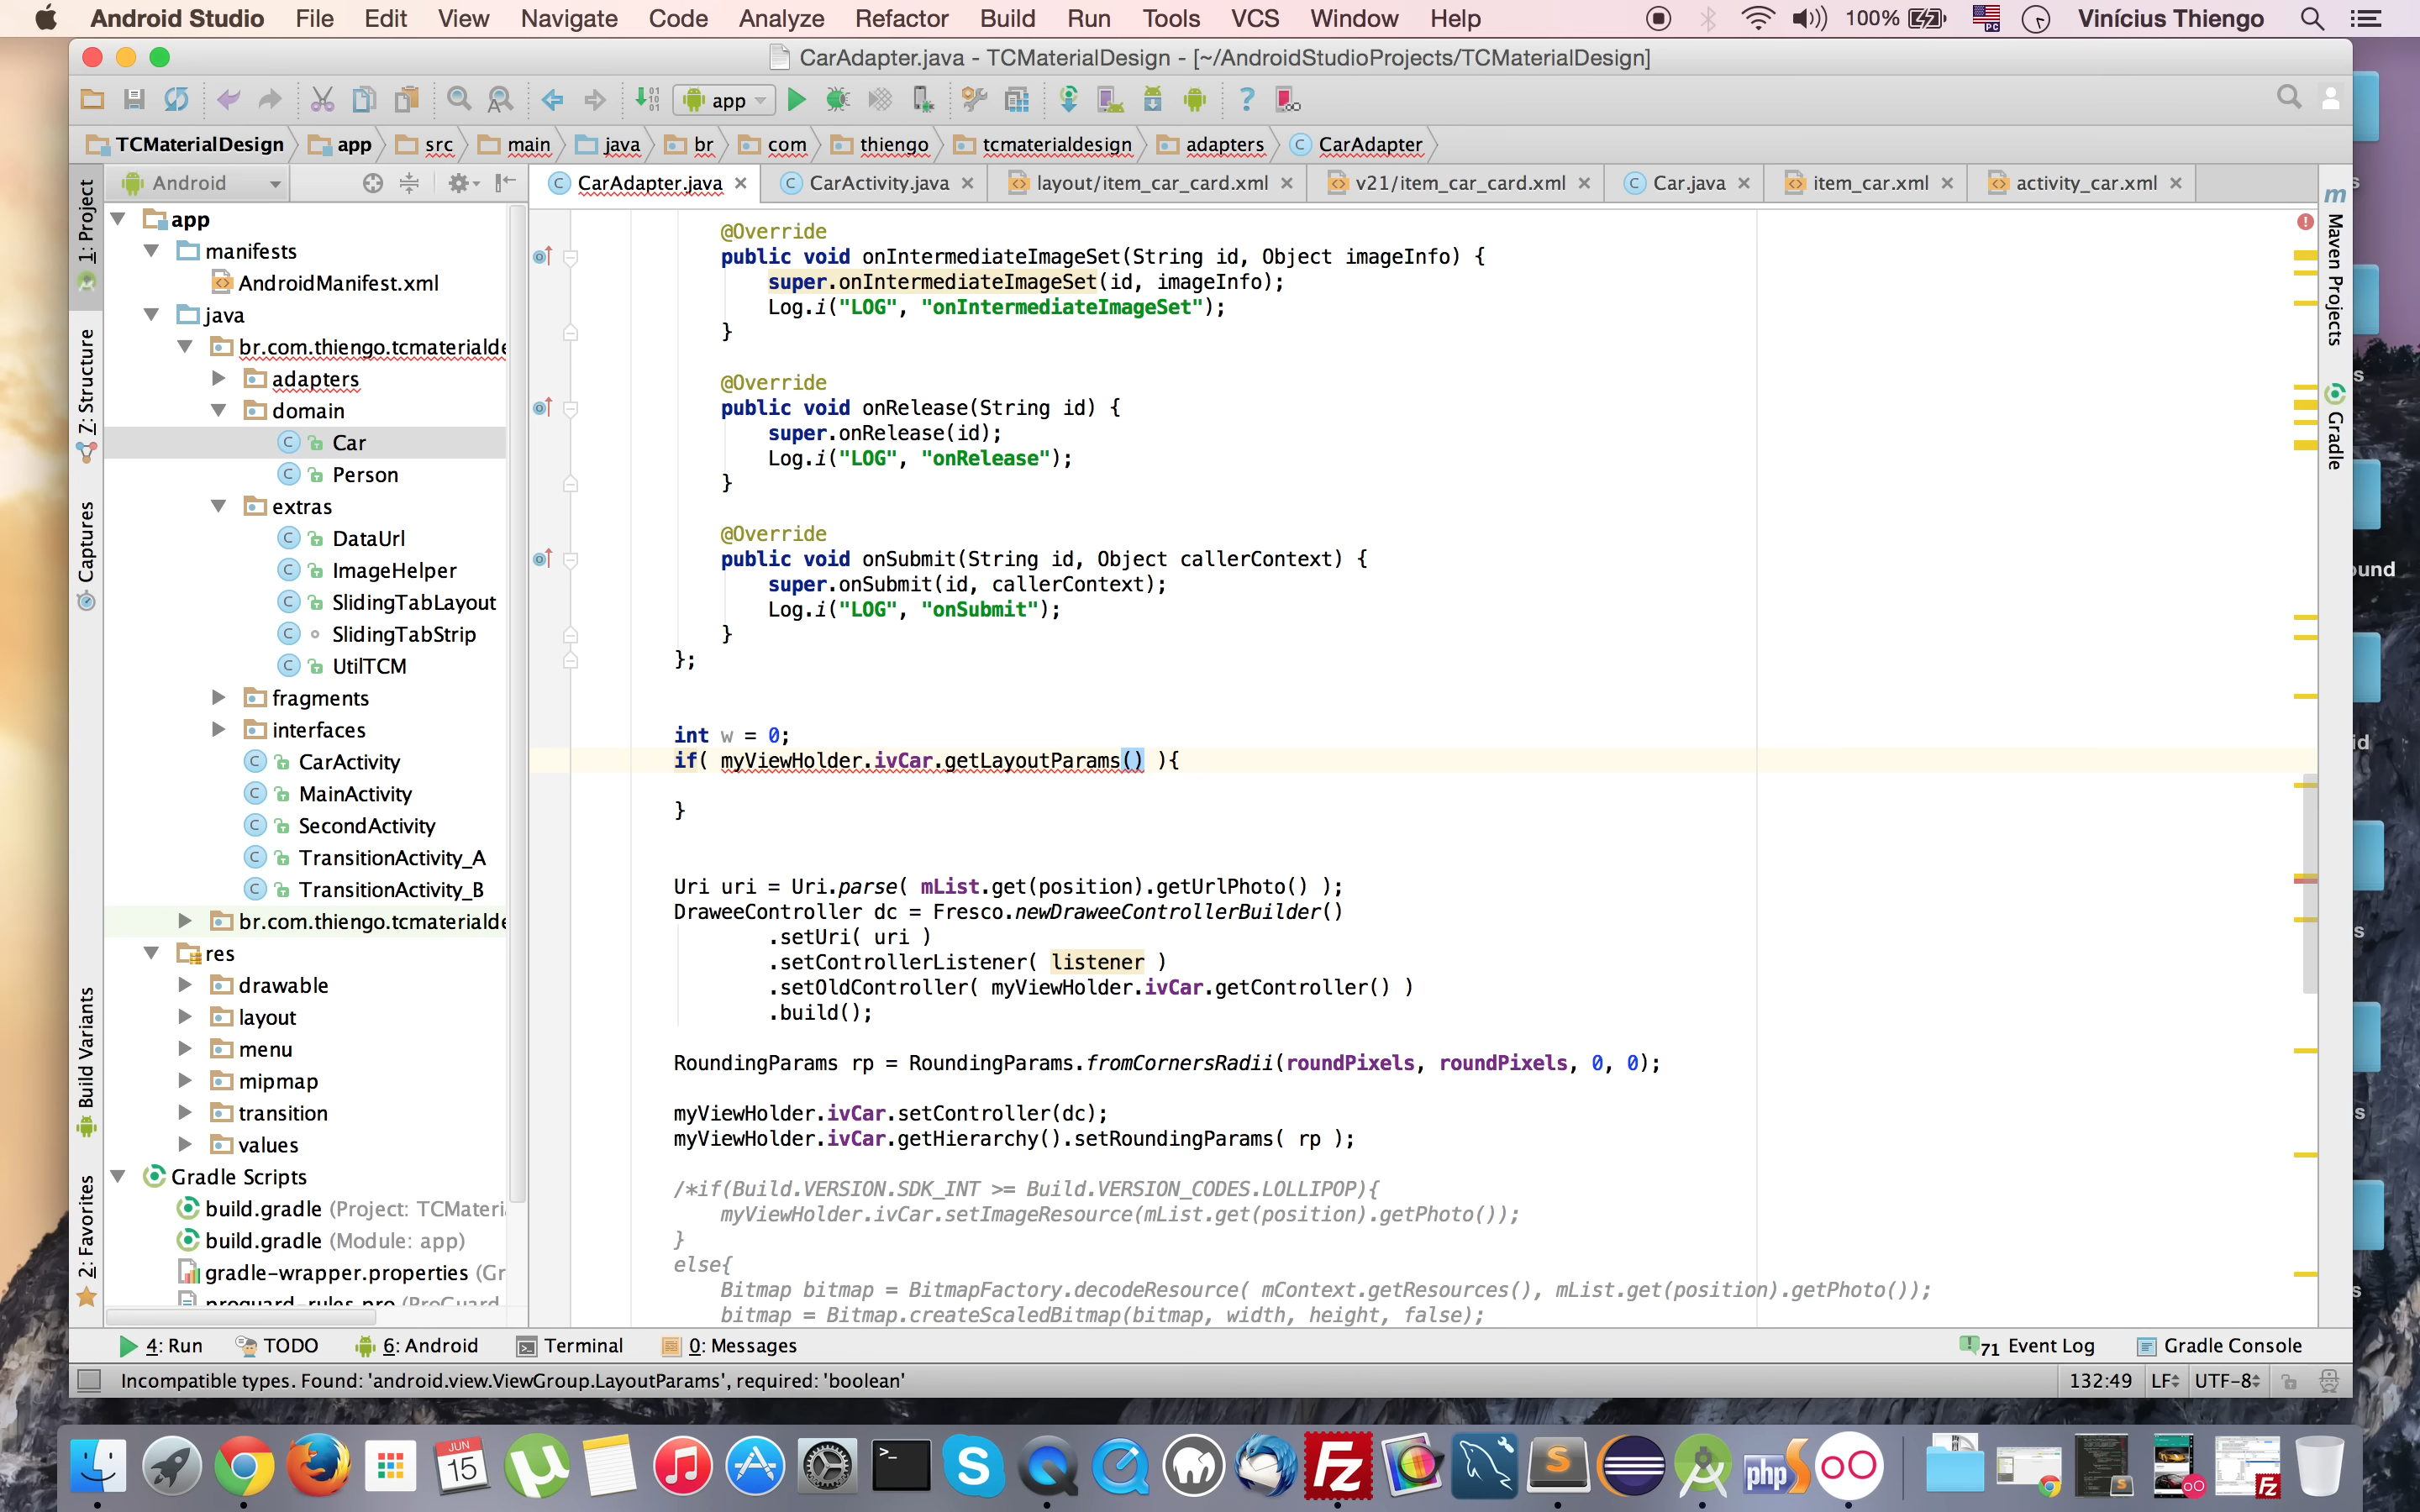 Android Studio File Edit View Navigate Code Analyze Refactor Build Run Tools VCS Window Help 100% Vinícius Thiengo
CarAdapter.java - TCMaterialDesign - [~/AndroidStudioProjects/TCMaterialDesign]
app
TCMaterialDesign app src main java br com thiengo tcmaterialdesign adapters CarAdapter
Android
CarAdapter.java CarActivity.java layout/item_car_card.xml v21/item_car_card.xml Car.java item_car.xml activity_car.xml
1: Project
7: Structure
Captures
Build Variants
2: Favorites
app
manifests
AndroidManifest.xml
java
br.com.thiengo.tcmaterialde
adapters
domain
Car
Person
extras
DataUrl
ImageHelper
SlidingTabLayout
SlidingTabStrip
UtilTCM
fragments
interfaces
CarActivity
MainActivity
SecondActivity
TransitionActivity_A
TransitionActivity_B
br.com.thiengo.tcmaterialde
res
drawable
layout
menu
mipmap
transition
values
Gradle Scripts
build.gradle (Project: TCMateri
build.gradle (Module: app)
gradle-wrapper.properties (Gr
proguard-rules.pro (ProGuard
@Override
public void onIntermediateImageSet(String id, Object imageInfo) {
super.onIntermediateImageSet(id, imageInfo);
Log.i("LOG", "onIntermediateImageSet");
}
@Override
public void onRelease(String id) {
super.onRelease(id);
Log.i("LOG", "onRelease");
}
@Override
public void onSubmit(String id, Object callerContext) {
super.onSubmit(id, callerContext);
Log.i("LOG", "onSubmit");
}
};
int w = 0;
if( myViewHolder.ivCar.getLayoutParams() ){
}
Uri uri = Uri.parse( mList.get(position).getUrlPhoto() );
DraweeController dc = Fresco.newDraweeControllerBuilder()
.setUri( uri )
.setControllerListener( listener )
.setOldController( myViewHolder.ivCar.getController() )
.build();
RoundingParams rp = RoundingParams.fromCornersRadii(roundPixels, roundPixels, 0, 0);
myViewHolder.ivCar.setController(dc);
myViewHolder.ivCar.getHierarchy().setRoundingParams( rp );
/*if(Build.VERSION.SDK_INT >= Build.VERSION_CODES.LOLLIPOP){
myViewHolder.ivCar.setImageResource(mList.get(position).getPhoto());
}
else{
Bitmap bitmap = BitmapFactory.decodeResource( mContext.getResources(), mList.get(position).getPhoto());
bitmap = Bitmap.createScaledBitmap(bitmap, width, height, false);
Maven Projects
Gradle
ound
4: Run TODO 6: Android Terminal 0: Messages 71 Event Log Gradle Console
Incompatible types. Found: 'android.view.ViewGroup.LayoutParams', required: 'boolean' 132:49 LF UTF-8
JUN
15
php